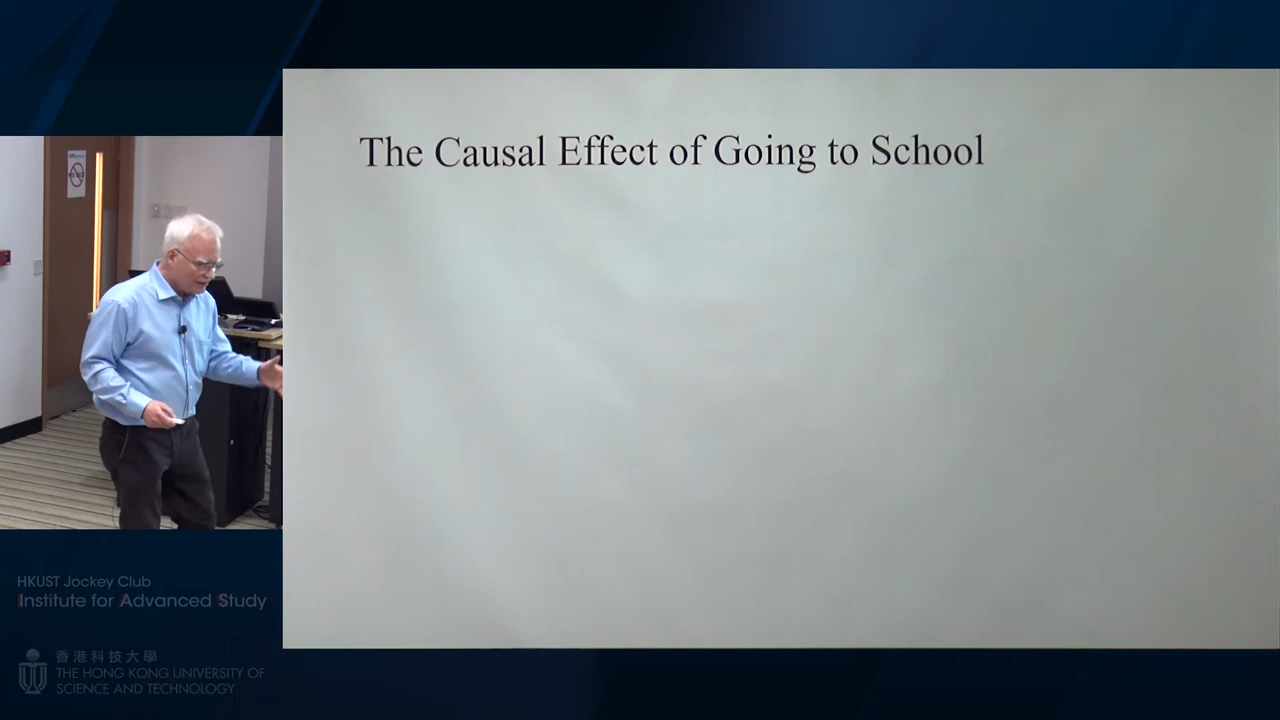 The Causal Effect of Going to School
HKUST Jockey Club
Institute for Advanced Study
香港科技大學
THE HONG KONG UNIVERSITY OF
SCIENCE AND TECHNOLOGY